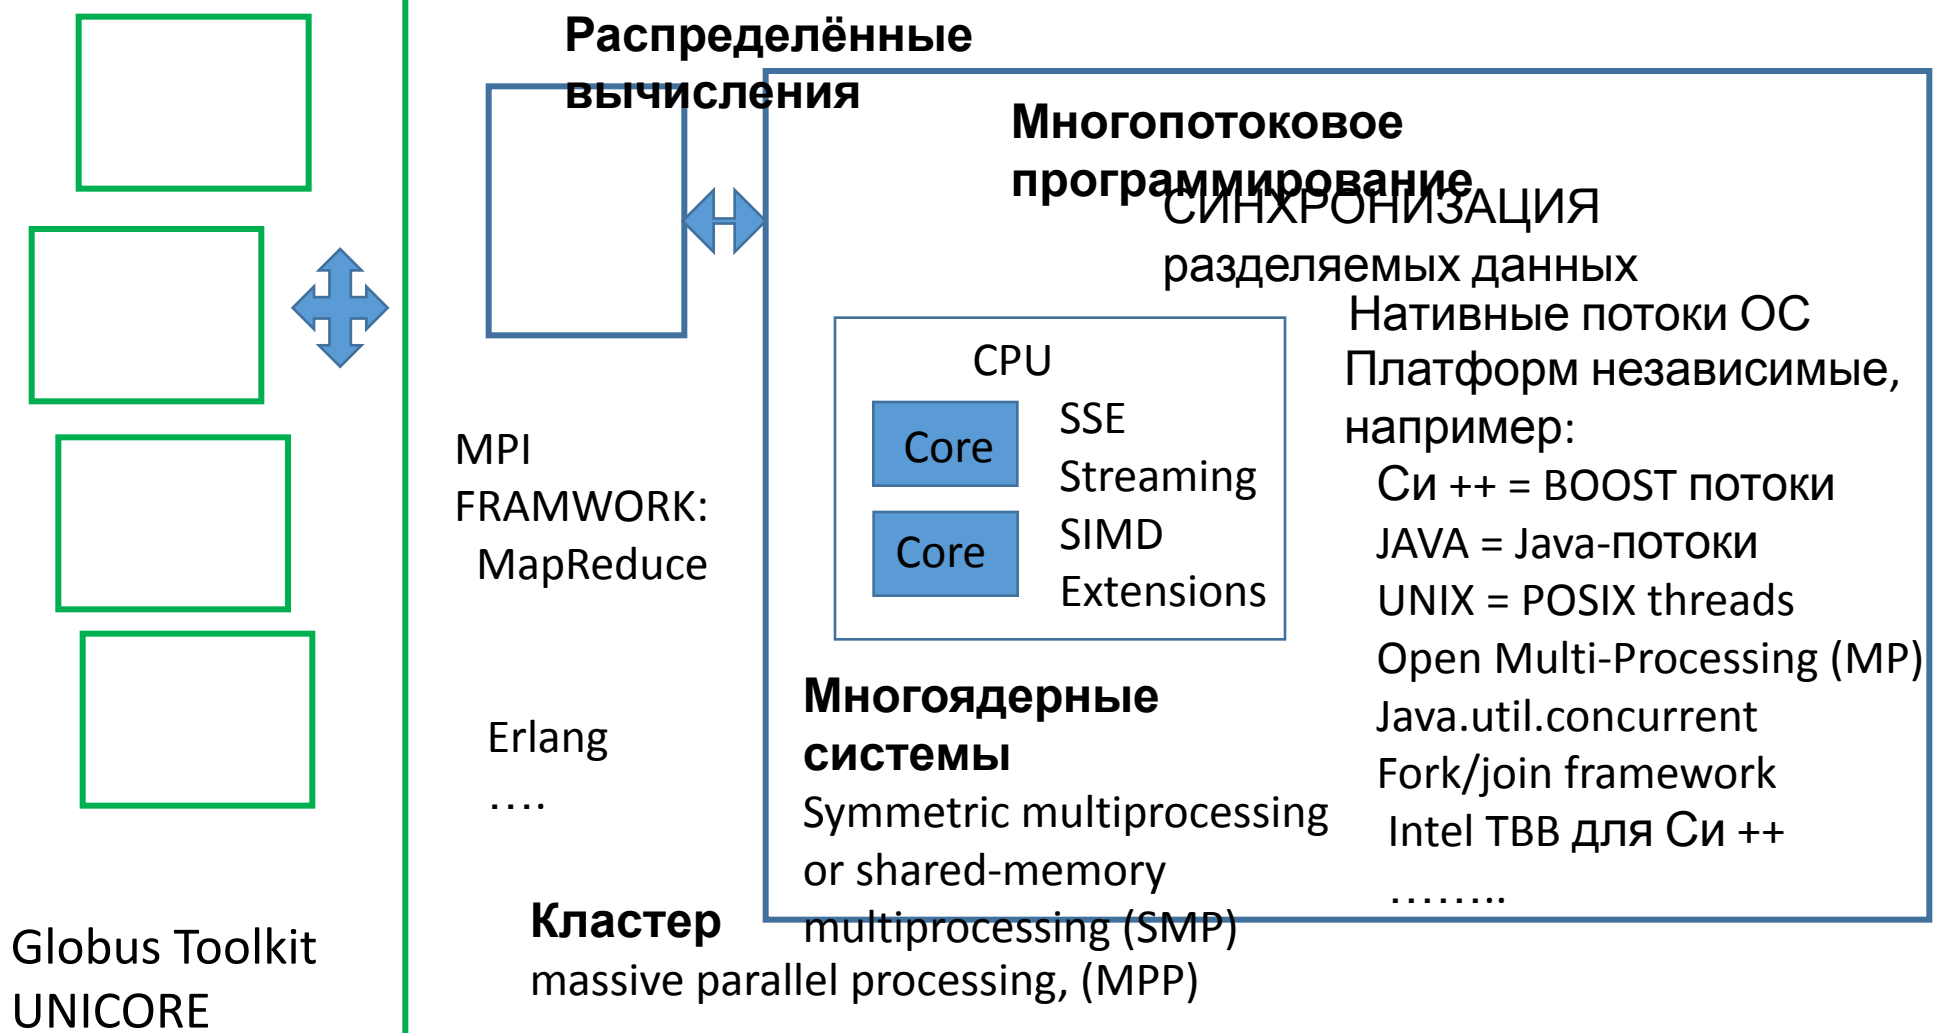 Распределённые
вычисления
Многопотоковое
программирование
СИНХРОНИЗАЦИЯ
разделяемых данных
Нативные потоки ОС
Платформ независимые,
например:
Си ++ = BOOST потоки
JAVA = Java-потоки
UNIX = POSIX threads
Open Multi-Processing (MP)
Java.util.concurrent
Fork/join framework
Intel TBB для Си ++
……..
CPU
Core
Core
SSE
Streaming
SIMD
Extensions
MPI
FRAMWORK:
MapReduce
Erlang
….
Многоядерные
системы
Symmetric multiprocessing
or shared-memory
multiprocessing (SMP)
Кластер
massive parallel processing, (MPP)
Globus Toolkit
UNICORE